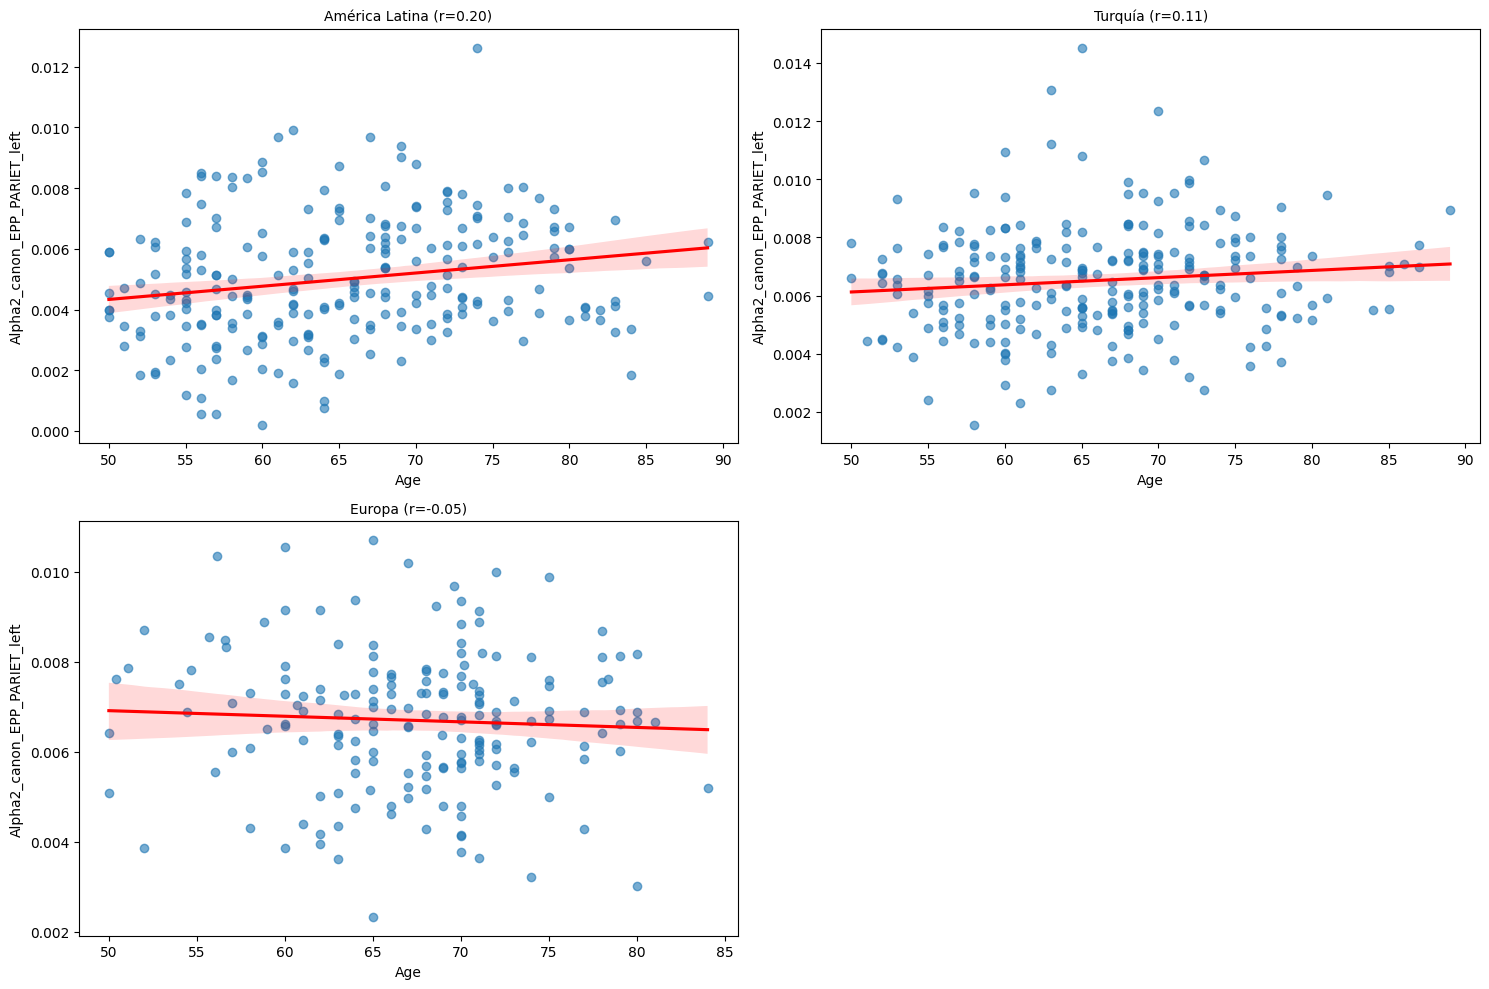 América Latina (r=0.20)
Alpha2_canon_EPP_PARIET_left
0.012
0.010
0.008
0.006
0.004
0.002
0.000
50 55 60 65 70 75 80 85 90
Age
Turquía (r=0.11)
Alpha2_canon_EPP_PARIET_left
0.014
0.012
0.010
0.008
0.006
0.004
0.002
50 55 60 65 70 75 80 85 90
Age
Europa (r=-0.05)
Alpha2_canon_EPP_PARIET_left
0.010
0.008
0.006
0.004
0.002
50 55 60 65 70 75 80 85
Age